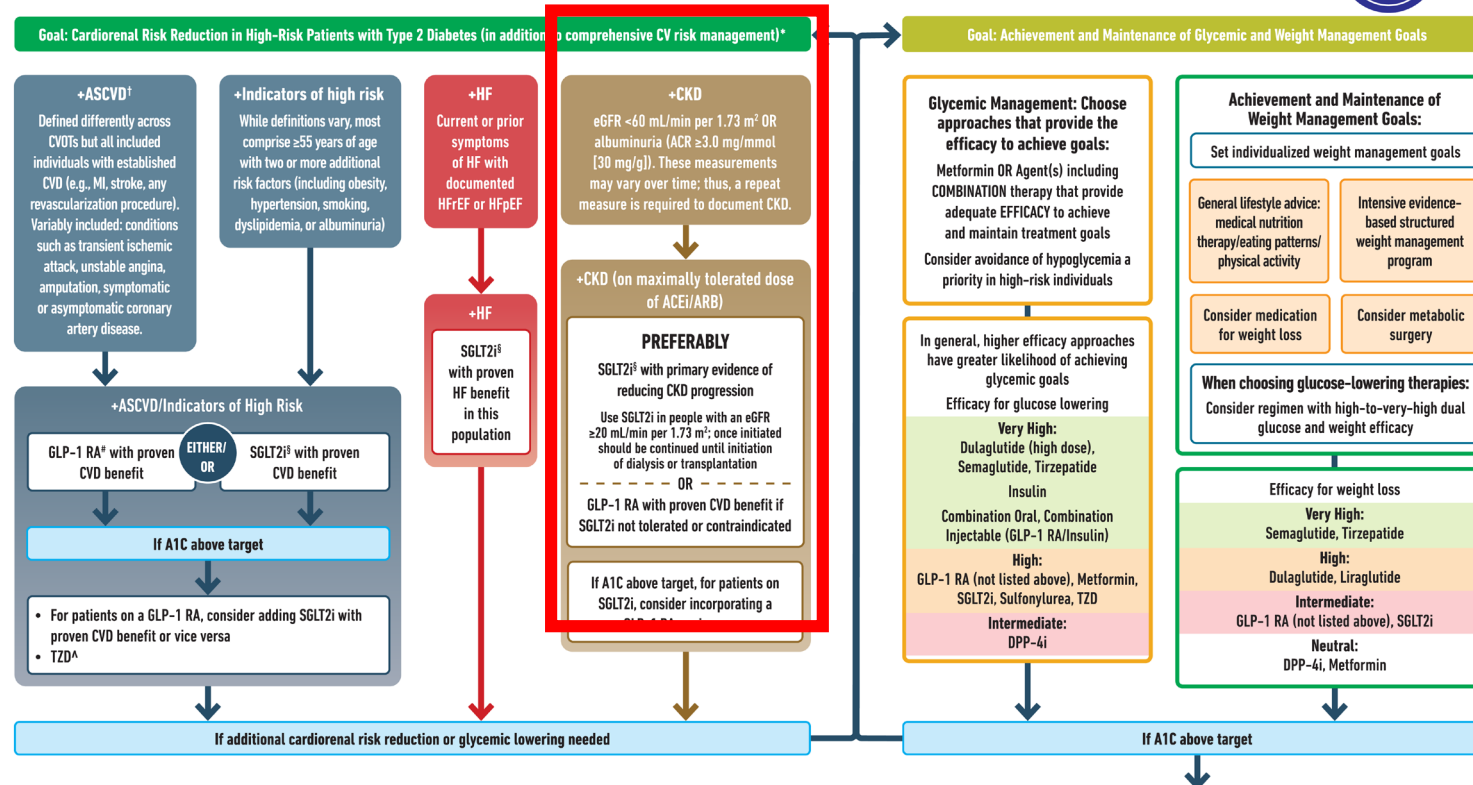 Goal: Cardiorenal Risk Reduction in High-Risk Patients with Type 2 Diabetes (in addition to comprehensive CV risk management)*
+ASCVD†
Defined differently across
CVOTs but all included
individuals with established
CVD (e.g., MI, stroke, any
revascularization procedure).
Variably included: conditions
such as transient ischemic
attack, unstable angina,
amputation, symptomatic
or asymptomatic coronary
artery disease.
+Indicators of high risk
While definitions vary, most
comprise ≥55 years of age
with two or more additional
risk factors (including obesity,
hypertension, smoking,
dyslipidemia, or albuminuria)
+ASCVD/Indicators of High Risk
GLP-1 RA# with proven
CVD benefit
EITHER/
OR
SGLT2i§ with proven
CVD benefit
If A1C above target
• For patients on a GLP-1 RA, consider adding SGLT2i with
proven CVD benefit or vice versa
• TZD^
+HF
Current or prior
symptoms
of HF with
documented
HFrEF or HFpEF
+HF
SGLT2i§
with proven
HF benefit
in this
population
+CKD
eGFR <60 mL/min per 1.73 m² OR
albuminuria (ACR ≥3.0 mg/mmol
[30 mg/g]). These measurements
may vary over time; thus, a repeat
measure is required to document CKD.
+CKD (on maximally tolerated dose
of ACEi/ARB)
PREFERABLY
SGLT2i§ with primary evidence of
reducing CKD progression
Use SGLT2i in people with an eGFR
≥20 mL/min per 1.73 m²; once initiated
should be continued until initiation
of dialysis or transplantation
OR
GLP-1 RA with proven CVD benefit if
SGLT2i not tolerated or contraindicated
If A1C above target, for patients on
SGLT2i, consider incorporating a
If additional cardiorenal risk reduction or glycemic lowering needed
Goal: Achievement and Maintenance of Glycemic and Weight Management Goals
Glycemic Management: Choose
approaches that provide the
efficacy to achieve goals:
Metformin OR Agent(s) including
COMBINATION therapy that provide
adequate EFFICACY to achieve
and maintain treatment goals
Consider avoidance of hypoglycemia a
priority in high-risk individuals
In general, higher efficacy approaches
have greater likelihood of achieving
glycemic goals
Efficacy for glucose lowering
Very High:
Dulaglutide (high dose),
Semaglutide, Tirzepatide
Insulin
Combination Oral, Combination
Injectable (GLP-1 RA/Insulin)
High:
GLP-1 RA (not listed above), Metformin,
SGLT2i, Sulfonylurea, TZD
Intermediate:
DPP-4i
Achievement and Maintenance of
Weight Management Goals:
Set individualized weight management goals
General lifestyle advice:
medical nutrition
therapy/eating patterns/
physical activity
Intensive evidence-
based structured
weight management
program
Consider medication
for weight loss
Consider metabolic
surgery
When choosing glucose-lowering therapies:
Consider regimen with high-to-very-high dual
glucose and weight efficacy
Efficacy for weight loss
Very High:
Semaglutide, Tirzepatide
High:
Dulaglutide, Liraglutide
Intermediate:
GLP-1 RA (not listed above), SGLT2i
Neutral:
DPP-4i, Metformin
If A1C above target